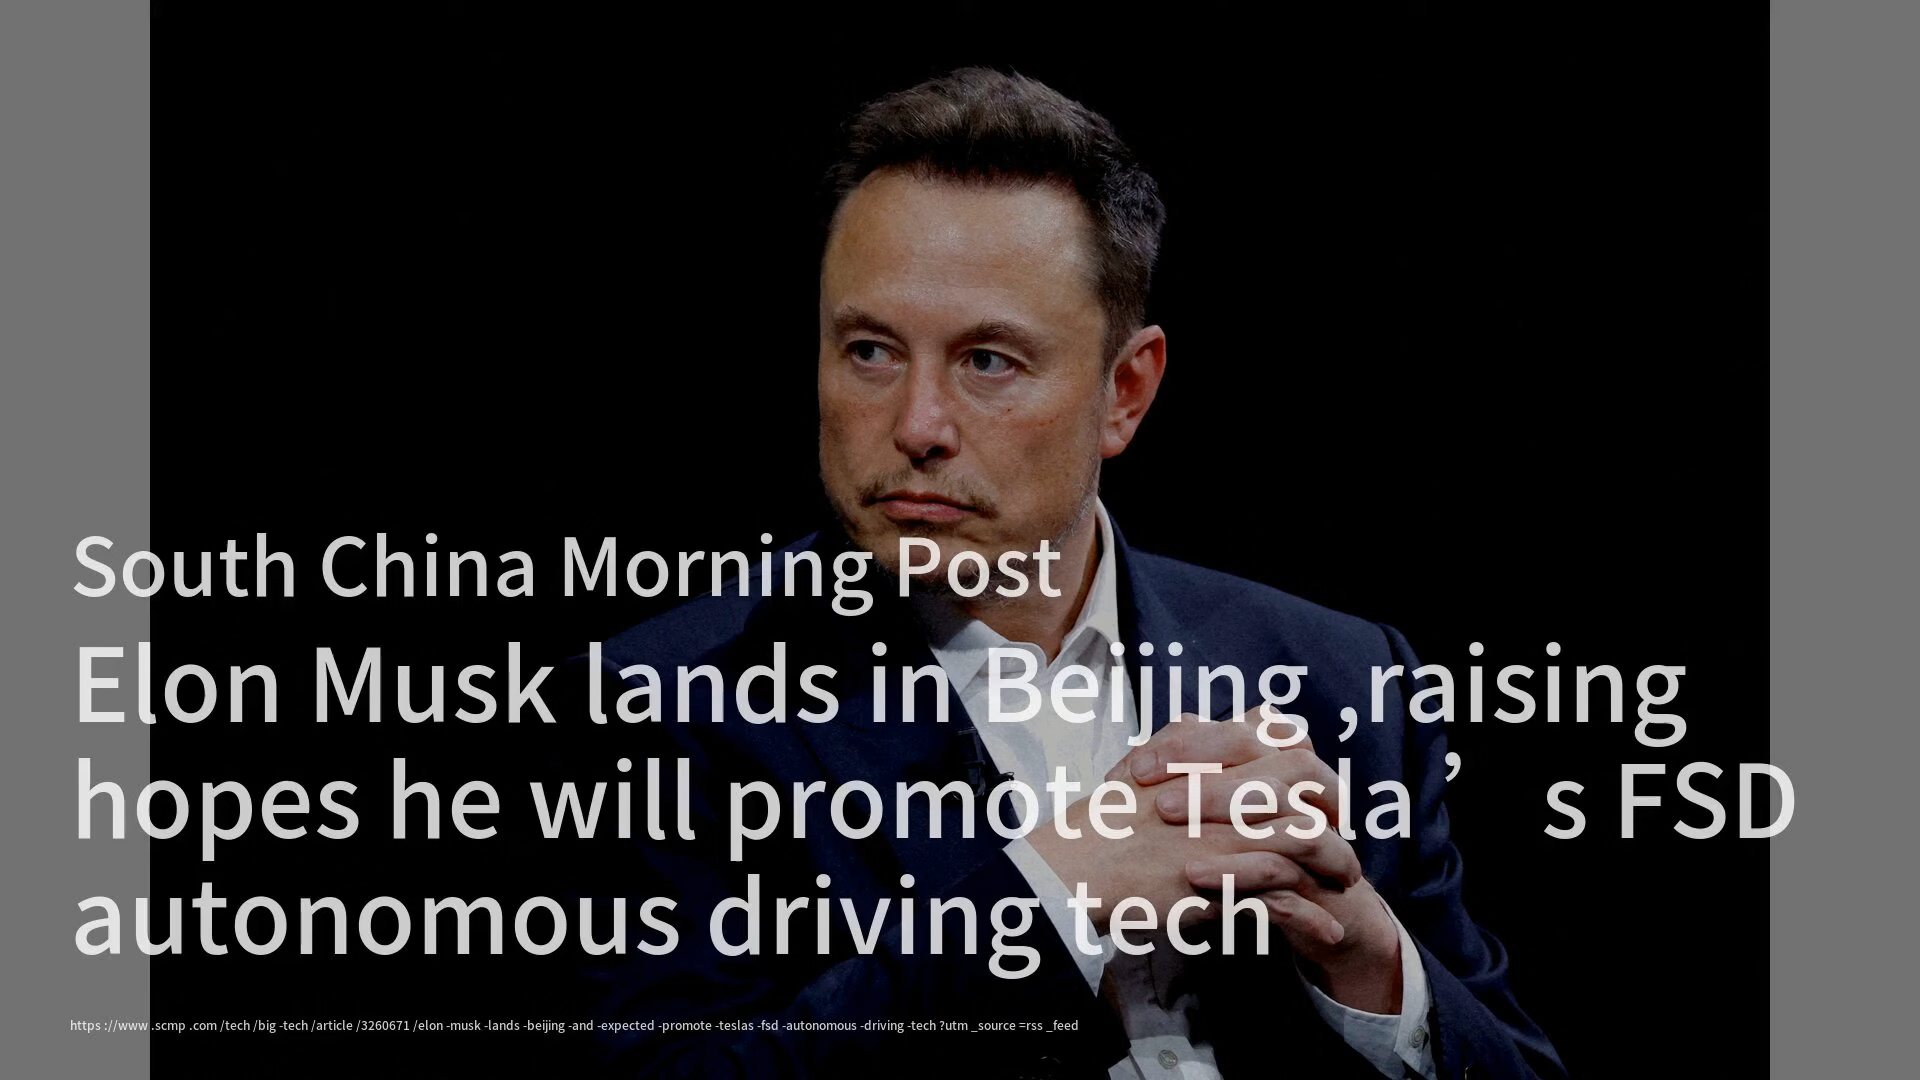 South China Morning Post
Elon Musk lands in Beijing ,raising
hopes he will promote Tesla’ s FSD
autonomous driving tech
https ://www .scmp .com /tech /big -tech /article /3260671 /elon -musk -lands -beijing -and -expected -promote -teslas -fsd -autonomous -driving -tech ?utm _source =rss _feed